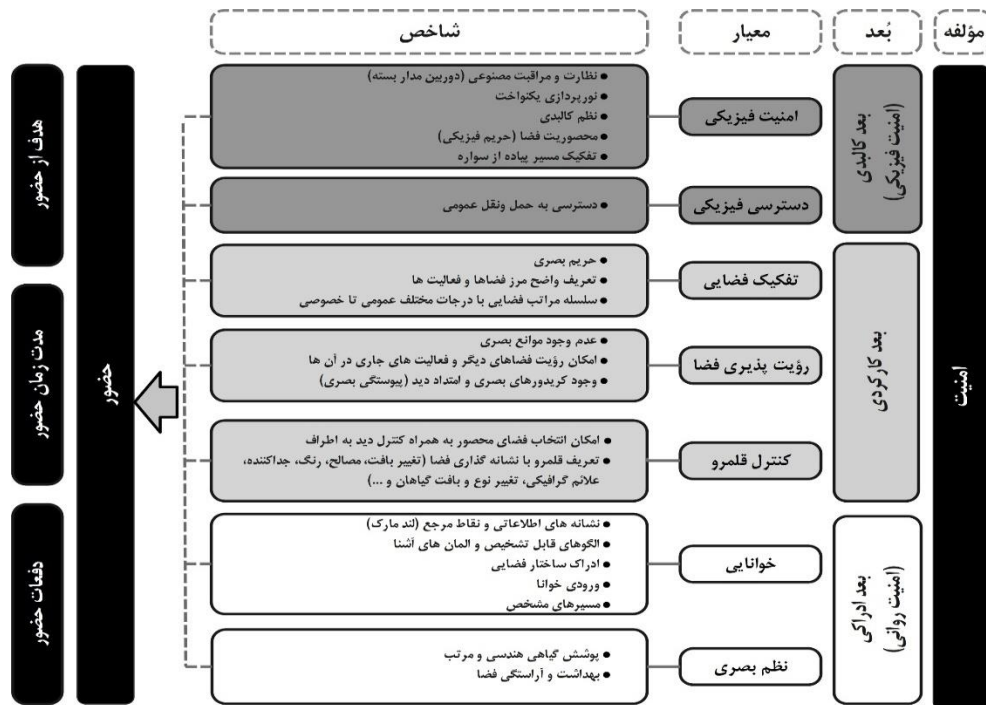 مؤلفه
بُعد
معیار
شاخص
امنیت
بعد کالبدی
(امنیت فیزیکی)
امنیت فیزیکی
نظارت و مراقبت مصنوعی (دوربین مدار بسته)
نورپردازی یکنواخت
نظم کالبدی
محصوریت فضا (حریم فیزیکی)
تفکیک مسیر پیاده از سواره
دسترسی فیزیکی
دسترسی به حمل ونقل عمومی
بعد کارکردی
تفکیک فضایی
حریم بصری
تعریف واضح مرز فضاها و فعالیت ها
سلسله مراتب فضایی با درجات مختلف عمومی تا خصوصی
رؤیت پذیری فضا
عدم وجود موانع بصری
امکان رؤیت فضاهای دیگر و فعالیت های جاری در آن ها
وجود کریدورهای بصری و امتداد دید (پیوستگی بصری)
کنترل قلمرو
امکان انتخاب فضای محصور به همراه کنترل دید به اطراف
تعریف قلمرو با نشانه گذاری فضا (تغییر بافت، مصالح، رنگ، جداکننده،
علائم گرافیکی، تغییر نوع و بافت گیاهان و ...)
بعد ادراکی
(امنیت روانی)
خوانایی
نشانه های اطلاعاتی و نقاط مرجع (لند مارک)
الگوهای قابل تشخیص و المان های آشنا
ادراک ساختار فضایی
ورودی خوانا
مسیرهای مشخص
نظم بصری
پوشش گیاهی هندسی و مرتب
بهداشت و آراستگی فضا
حضور
هدف از حضور
مدت زمان حضور
دفعات حضور